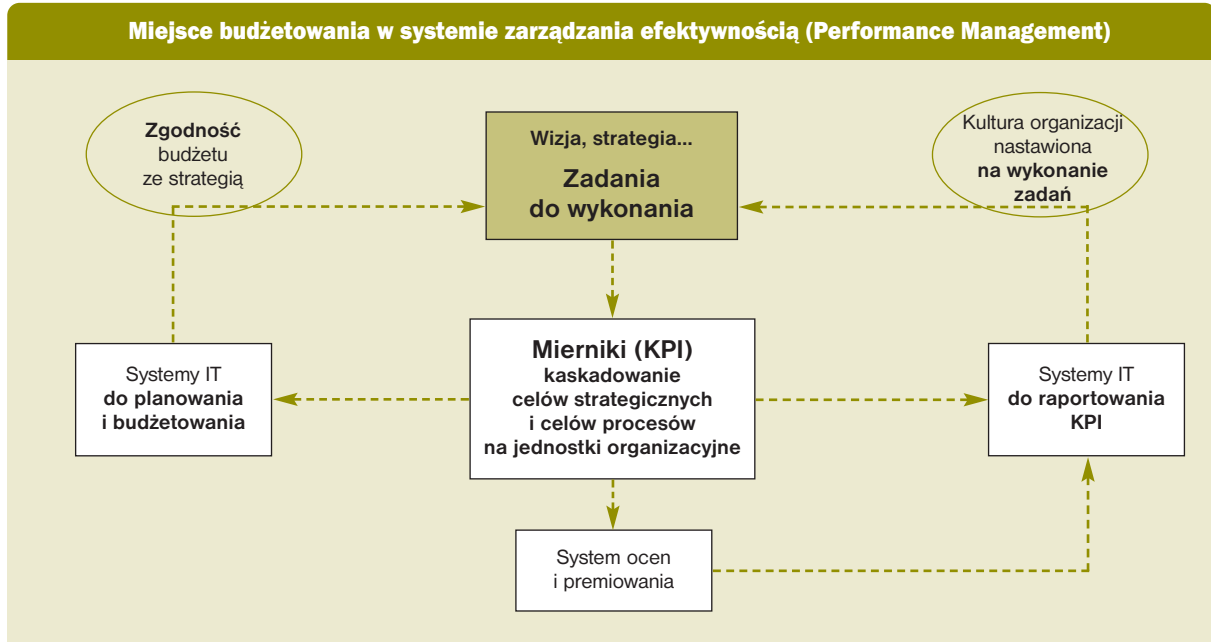 Miejsce budżetowania w systemie zarządzania efektywnością (Performance Management)
Zgodność
budżetu
ze strategią
Wizja, strategia...
Zadania
do wykonania
Kultura organizacji
nastawiona
na wykonanie
zadań
Systemy IT
do planowania
i budżetowania
Mierniki (KPI)
kaskadowanie
celów strategicznych
i celów procesów
na jednostki organizacyjne
Systemy IT
do raportowania
KPI
System ocen
i premiowania